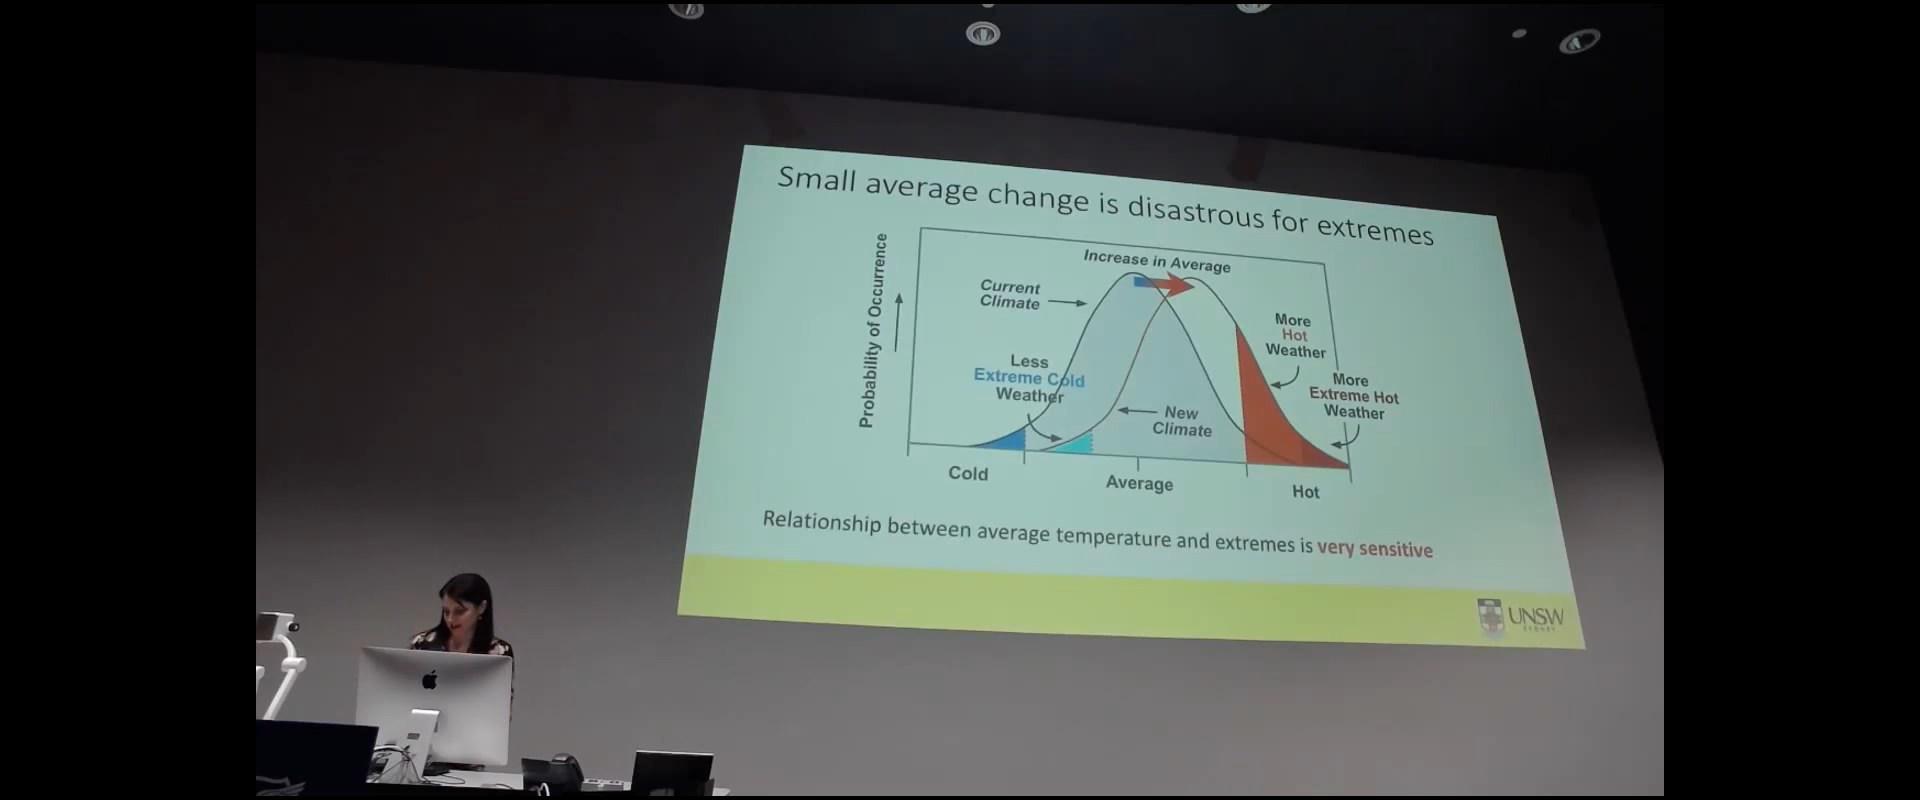 Small average change is disastrous for extremes
Probability of Occurrence
Increase in Average
Current
Climate
More
Hot
Weather
Less
Extreme Cold
Weather
More
Extreme Hot
Weather
New
Climate
Cold
Average
Hot
Relationship between average temperature and extremes is very sensitive
UNSW
SYDNEY